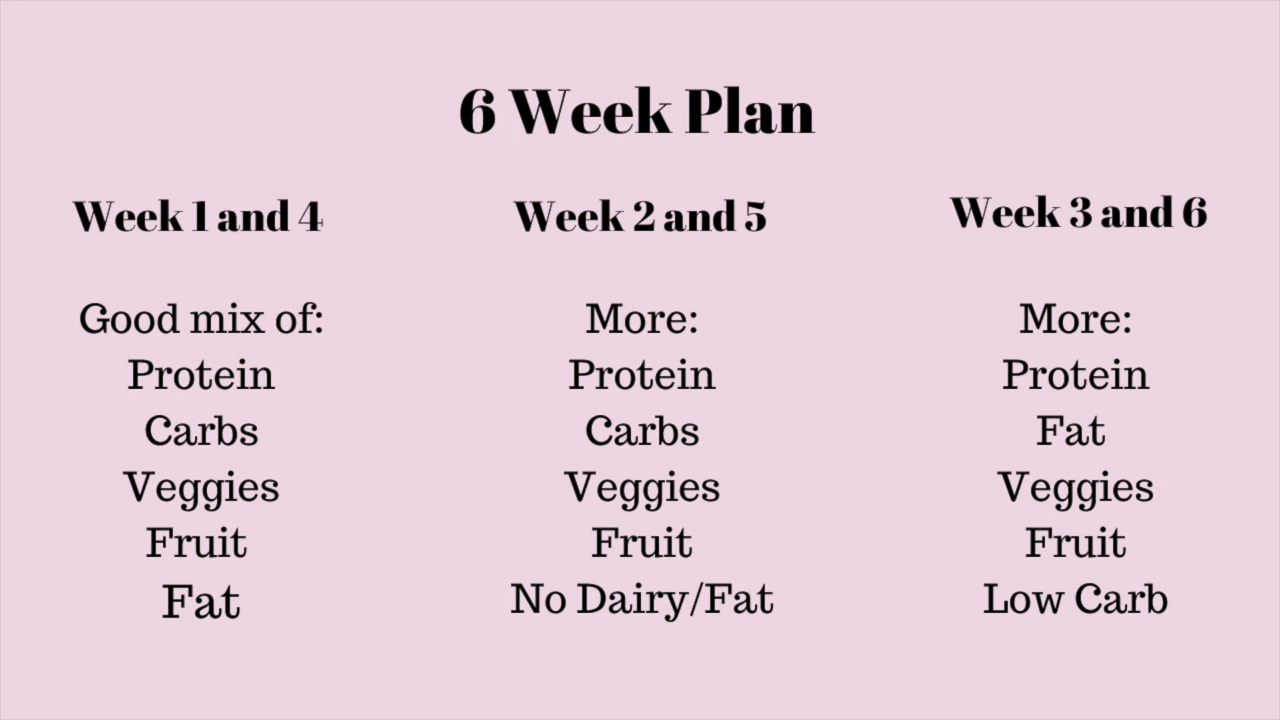 6 Week Plan
Week 1 and 4
Good mix of:
Protein
Carbs
Veggies
Fruit
Fat
Week 2 and 5
More:
Protein
Carbs
Veggies
Fruit
No Dairy/Fat
Week 3 and 6
More:
Protein
Fat
Veggies
Fruit
Low Carb